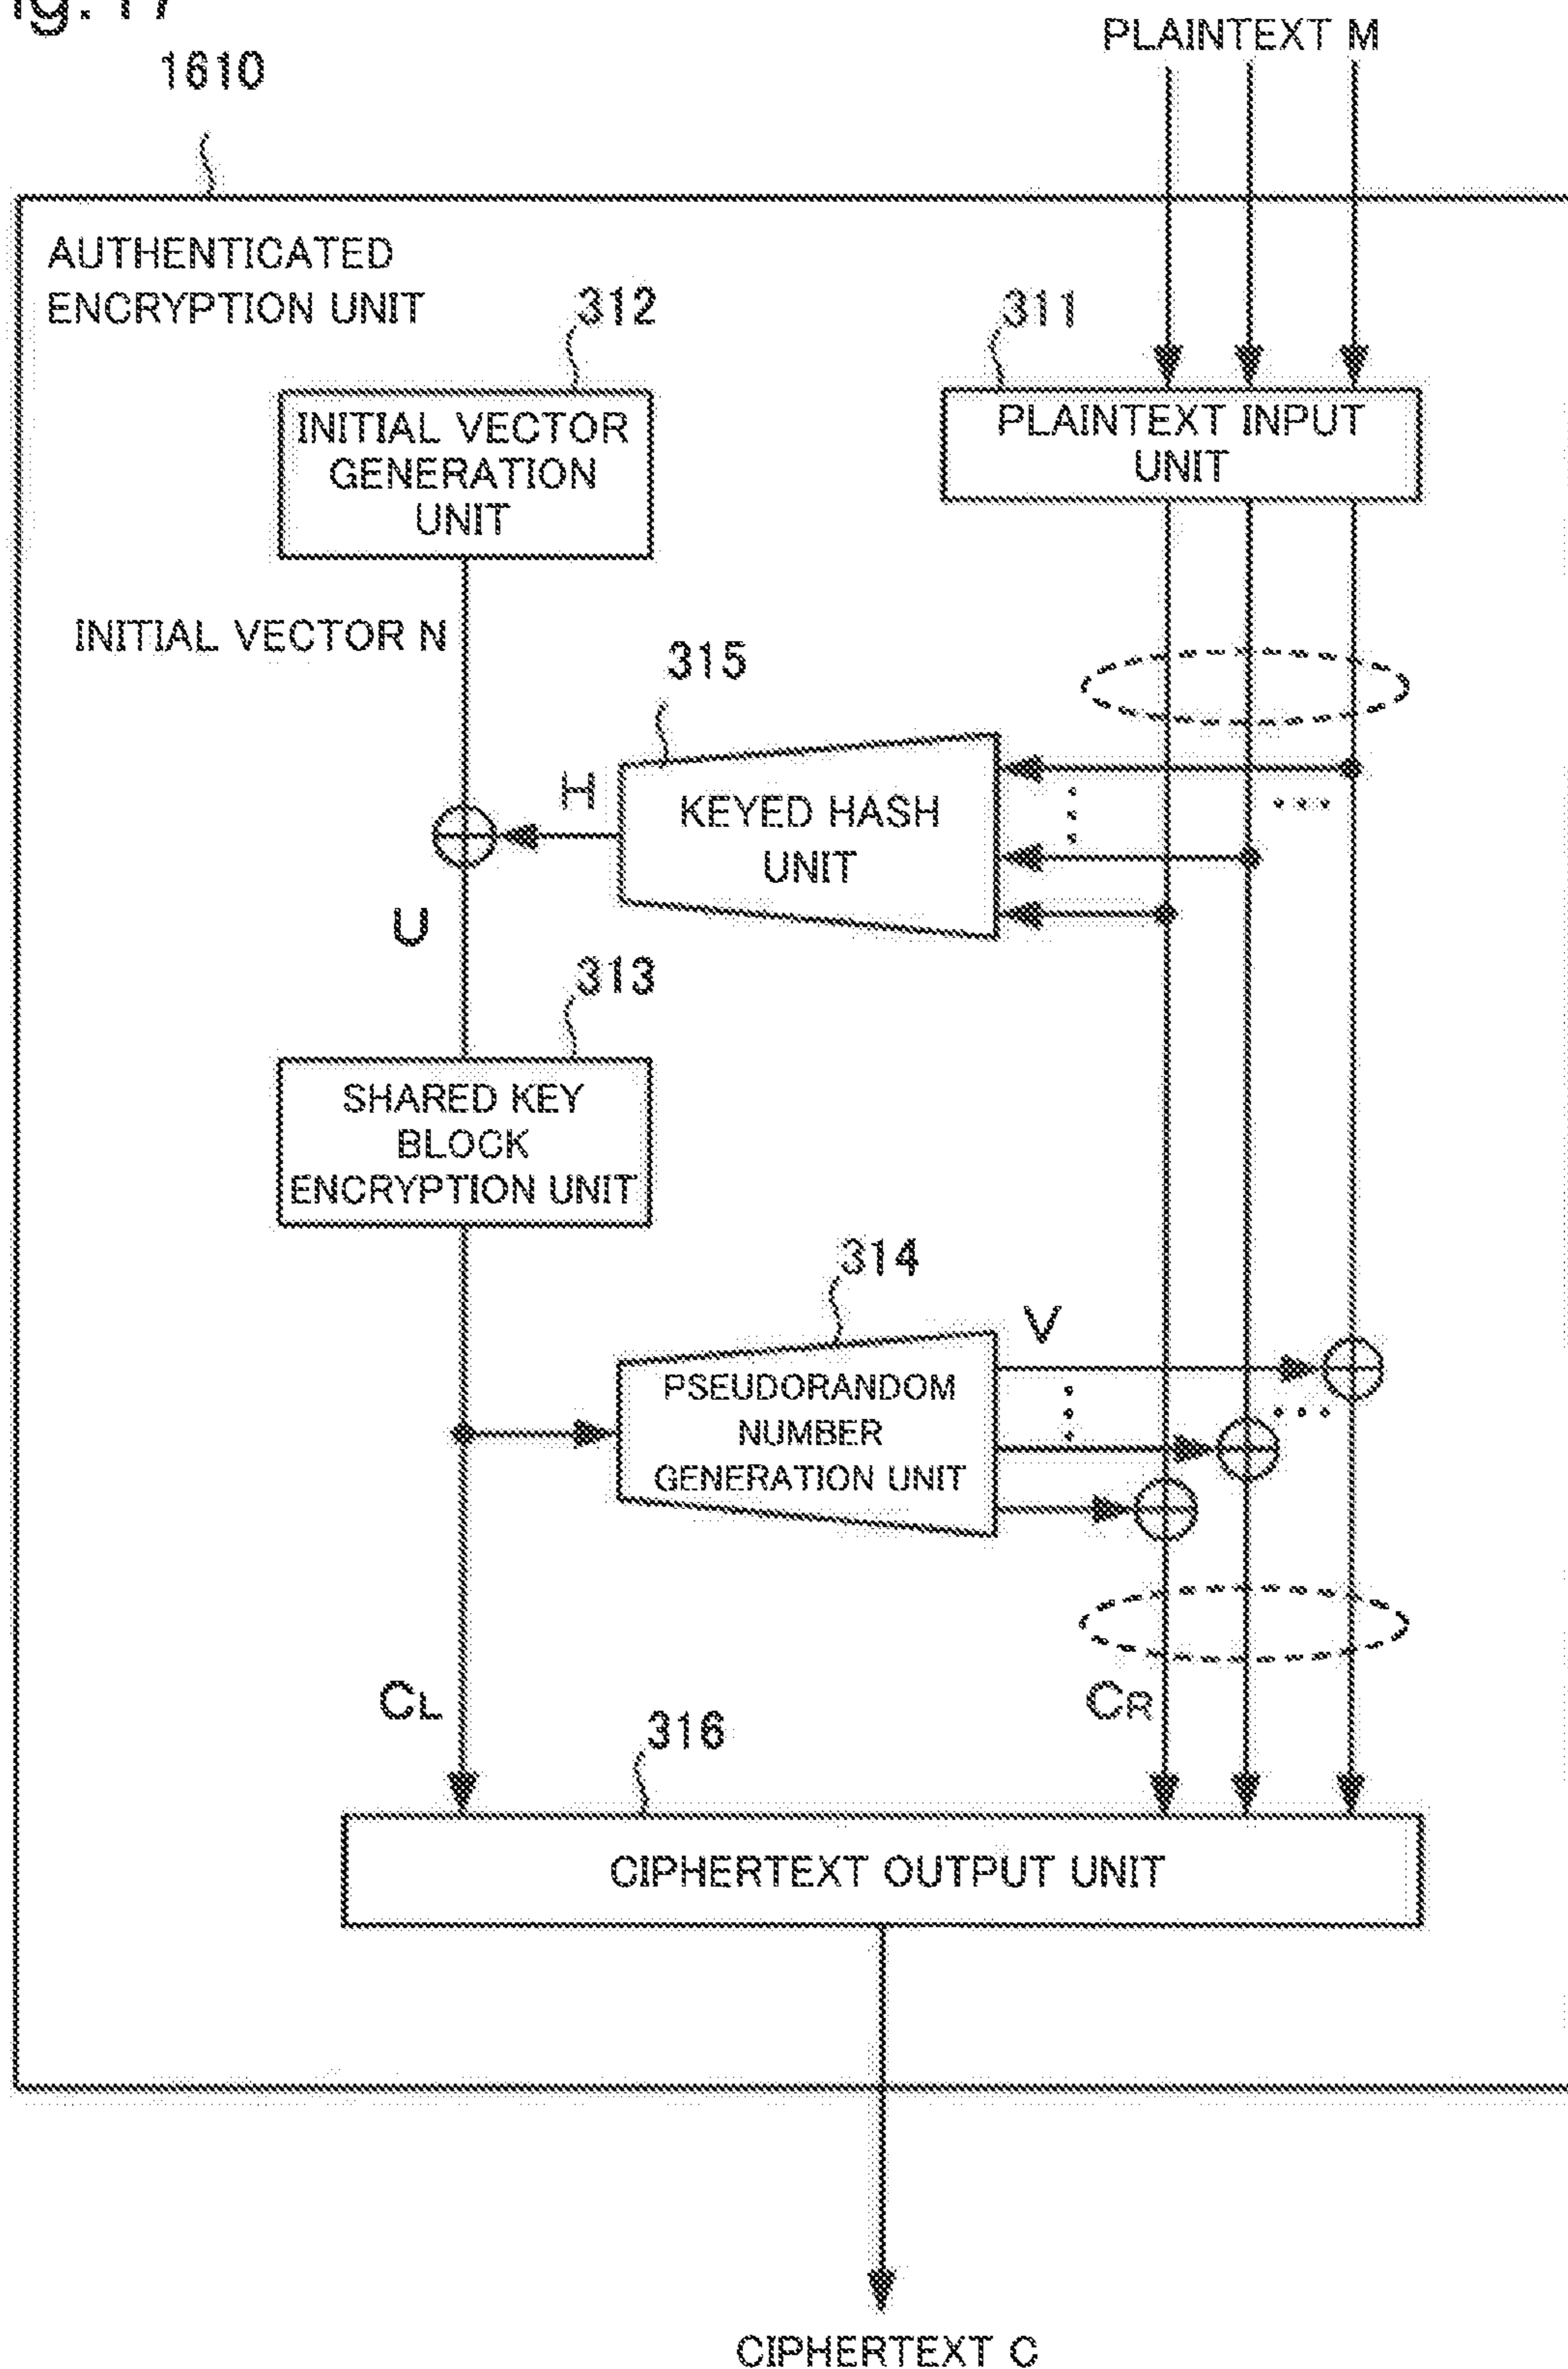 ig. 17
1610
PLAINTEXT M
AUTHENTICATED
ENCRYPTION UNIT
312
311
INITIAL VECTOR
GENERATION
UNIT
PLAINTEXT INPUT
UNIT
INITIAL VECTOR N
315
H
KEYED HASH
UNIT
U
313
SHARED KEY
BLOCK
ENCRYPTION UNIT
314
V
PSEUDORANDOM
NUMBER
GENERATION UNIT
CL
CR
316
CIPHERTEXT OUTPUT UNIT
CIPHERTEXT C